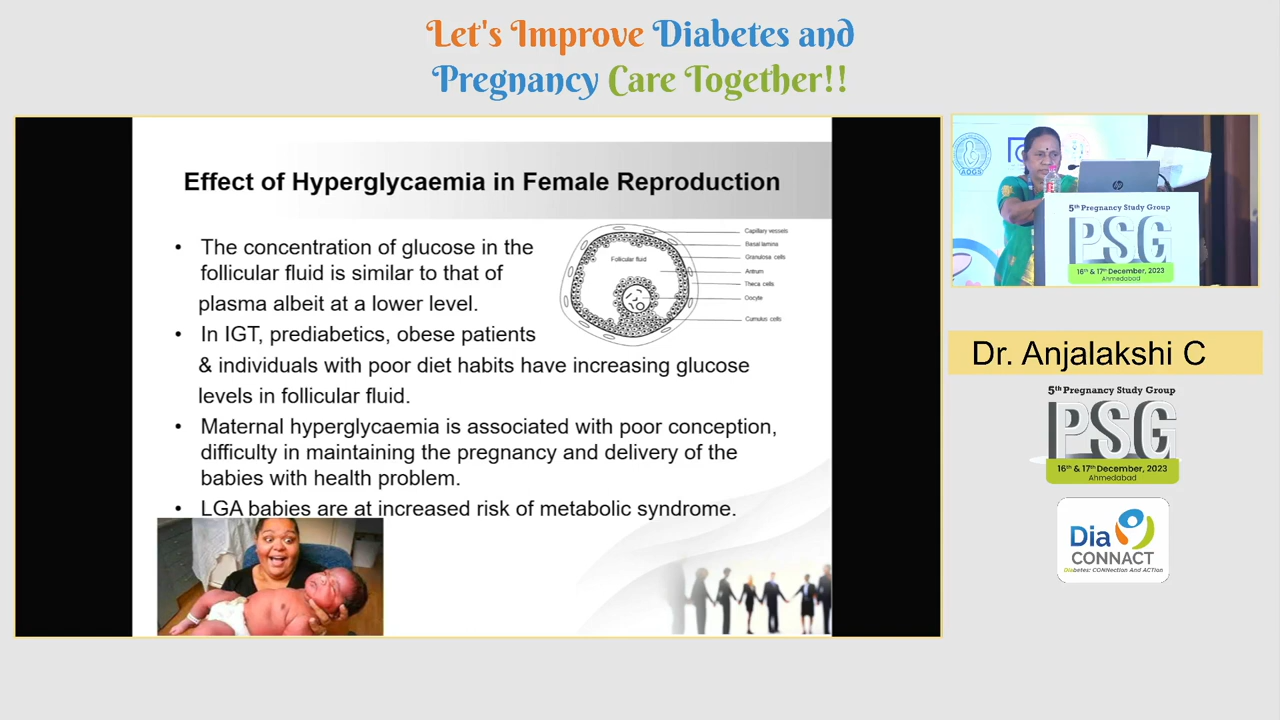 Let's Improve Diabetes and
Pregnancy Care Together!!
Effect of Hyperglycaemia in Female Reproduction
• The concentration of glucose in the
follicular fluid is similar to that of
plasma albeit at a lower level.
• In IGT, prediabetics, obese patients
& individuals with poor diet habits have increasing glucose
levels in follicular fluid.
• Maternal hyperglycaemia is associated with poor conception,
difficulty in maintaining the pregnancy and delivery of the
babies with health problem.
• LGA babies are at increased risk of metabolic syndrome.
Follicular fluid
Capillary vessels
Basal lamina
Granulosa cells
Antrum
Theca cells
Oocyte
Cumulus cells
AOGS
hp
5th Pregnancy Study Group
PSG
16th & 17th December, 2023
Ahmedabad
Dr. Anjalakshi C
5th Pregnancy Study Group
PSG
16th & 17th December, 2023
Ahmedabad
Dia
CONNACT
Diabetes: CONNection And ACTion